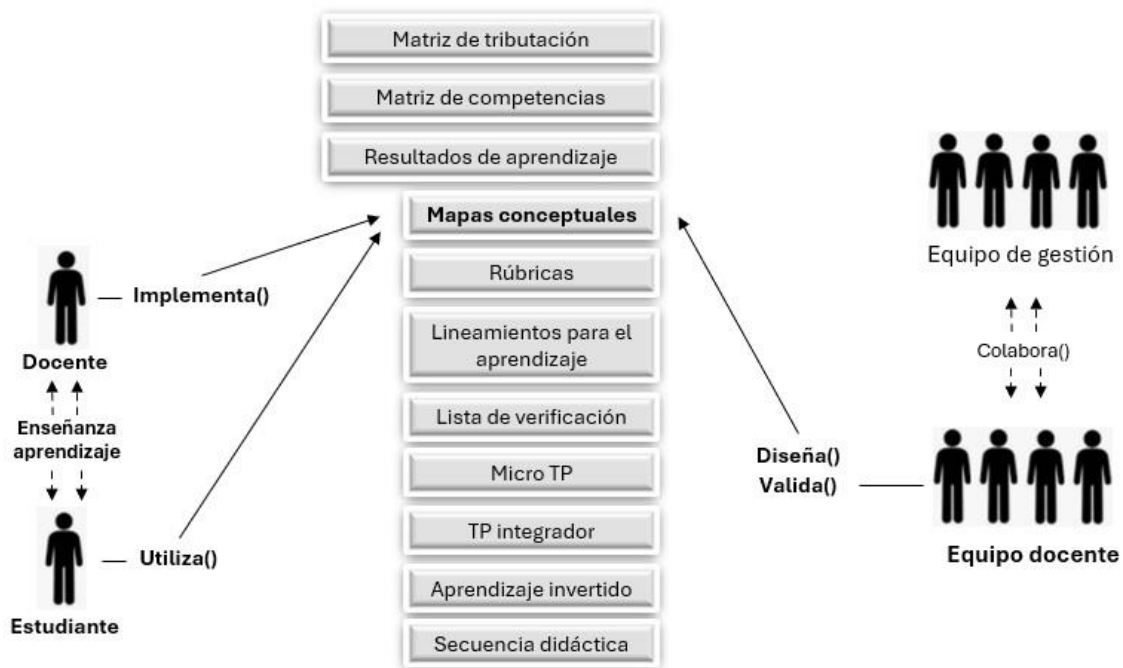 Matriz de tributación
Matriz de competencias
Resultados de aprendizaje
Mapas conceptuales
Rúbricas
Lineamientos para el
aprendizaje
Lista de verificación
Micro TP
TP integrador
Aprendizaje invertido
Secuencia didáctica
Implementa()
Docente
Enseñanza
aprendizaje
Utiliza()
Estudiante
Equipo de gestión
Colabora()
Diseña()
Valida()
Equipo docente